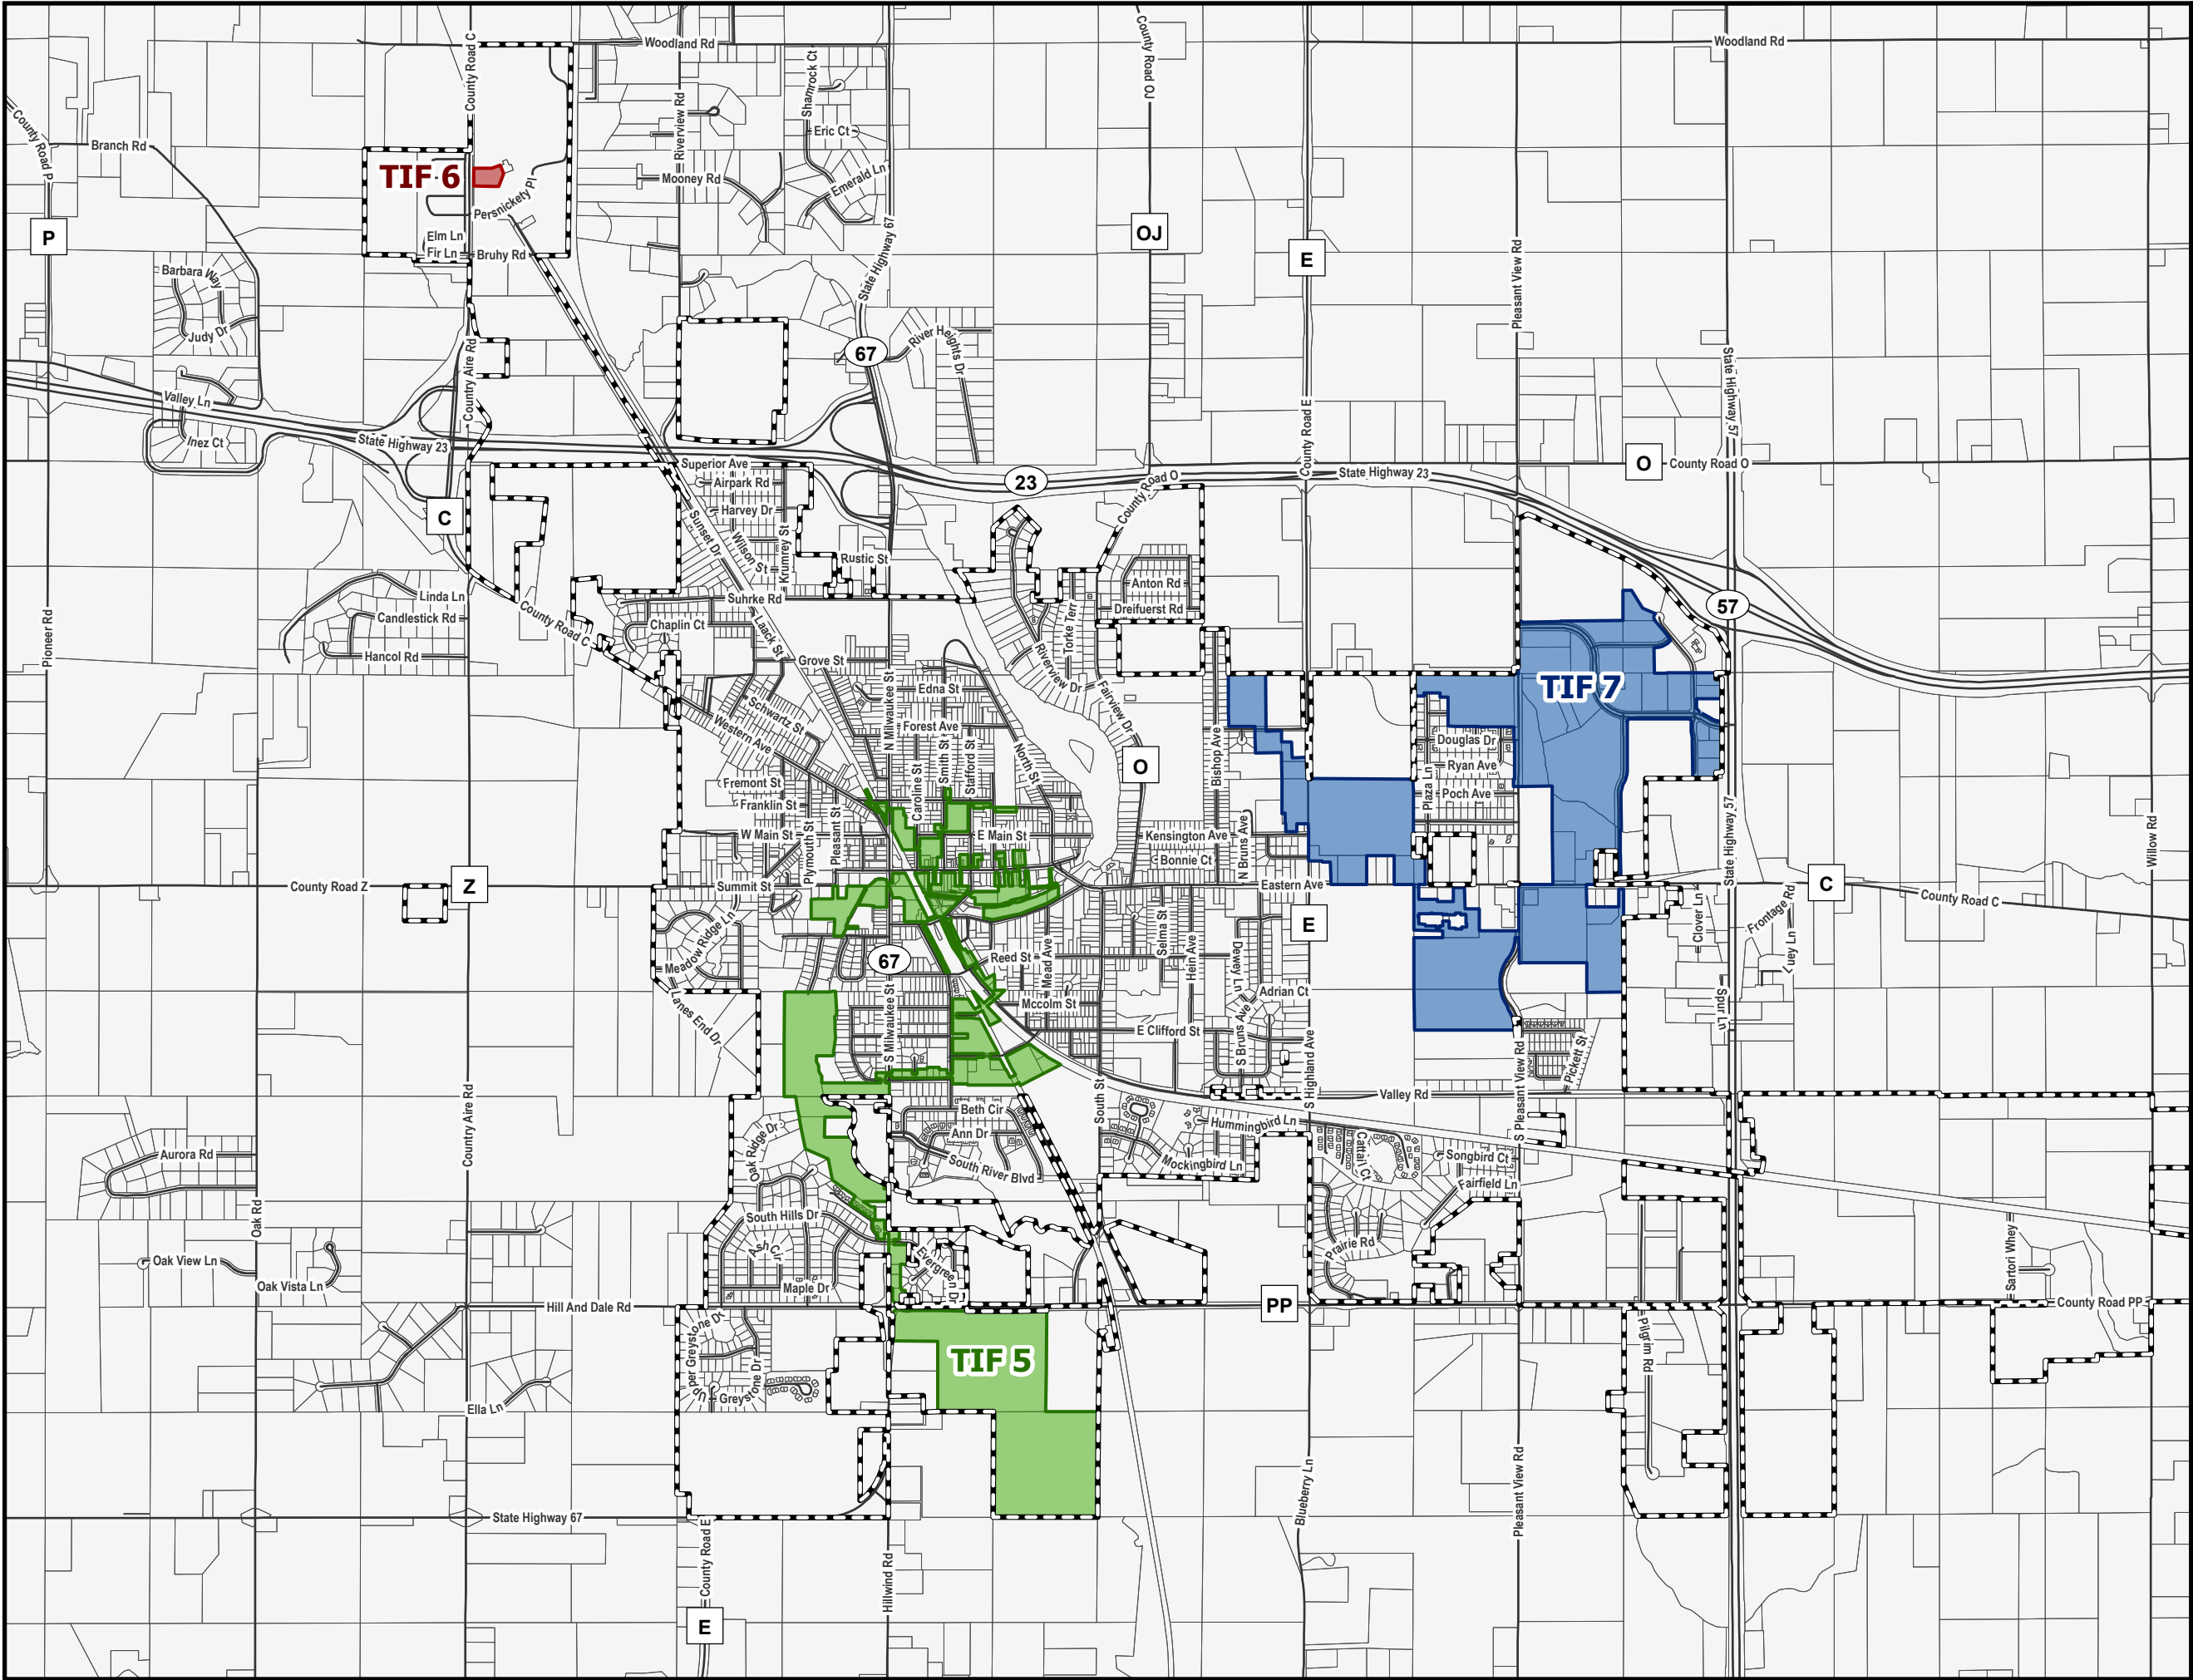 Woodland Rd
Woodland Rd
County Road C
County Road OJ
Shamrock Ct
Riverview Rd
County Road P
Branch Rd
Eric Ct
TIF 6
Mooney Rd
Emerald Ln
Persnickety Pl
P
OJ
E
Elm Ln
Fir Ln
Bruhy Rd
State Highway 67
Pleasant View Rd
Barbara Way
Judy Dr
River Heights Dr
67
Country Aire Rd
State Highway 57
Valley Ln
Inez Ct
State Highway 23
County Road E
Superior Ave
Airpark Rd
23
County Road O
State Highway 23
O
County Road O
C
Harvey Dr
Sunset Dr
Wilson St
Krumrey St
Rustic St
Anton Rd
Linda Ln
Suhrke Rd
Dreifuerst Rd
57
Candlestick Rd
County Road C
Chaplin Ct
Laack St
Torke Terr
Pioneer Rd
Hancol Rd
Grove St
Riverview Dr
Edna St
Fairview Dr
TIF 7
Schwartz St
Western Ave
N Milwaukee St
Forest Ave
Smith St
Stafford St
North St
Bishop Ave
Douglas Dr
O
Ryan Ave
Fremont St
Caroline St
Plaza Ln
Poch Ave
Franklin St
W Main St
Plymouth St
Pleasant St
E Main St
Kensington Ave
N Bruns Ave
State Highway 57
Willow Rd
Bonnie Ct
County Road Z
Z
Summit St
Eastern Ave
C
County Road C
Meadow Ridge Ln
E
Clover Ln
Frontage Rd
Luey Ln
67
Reed St
Mead Ave
Selma St
Hein Ave
Dewey Ln
Adrian Ct
Lanes End Dr
S Milwaukee St
Mccolm St
E Clifford St
S Bruns Ave
Spur Ln
S Highland Ave
S Pleasant View Rd
Pickett St
South St
Valley Rd
Country Aire Rd
Beth Cir
Ann Dr
Hummingbird Ln
Oak Ridge Dr
Aurora Rd
South River Blvd
Mockingbird Ln
Cattail Ct
Songbird Ct
Fairfield Ln
Oak Rd
South Hills Dr
Ash Cir
Prairie Rd
Sartori Whey
Oak View Ln
Oak Vista Ln
Maple Dr
Evergreen Dr
Hill And Dale Rd
PP
County Road PP
Upper Greystone Dr
TIF 5
Pilgrim Rd
Greystone Dr
Ella Ln
State Highway 67
County Road E
Hillwind Rd
Blueberry Ln
Pleasant View Rd
E